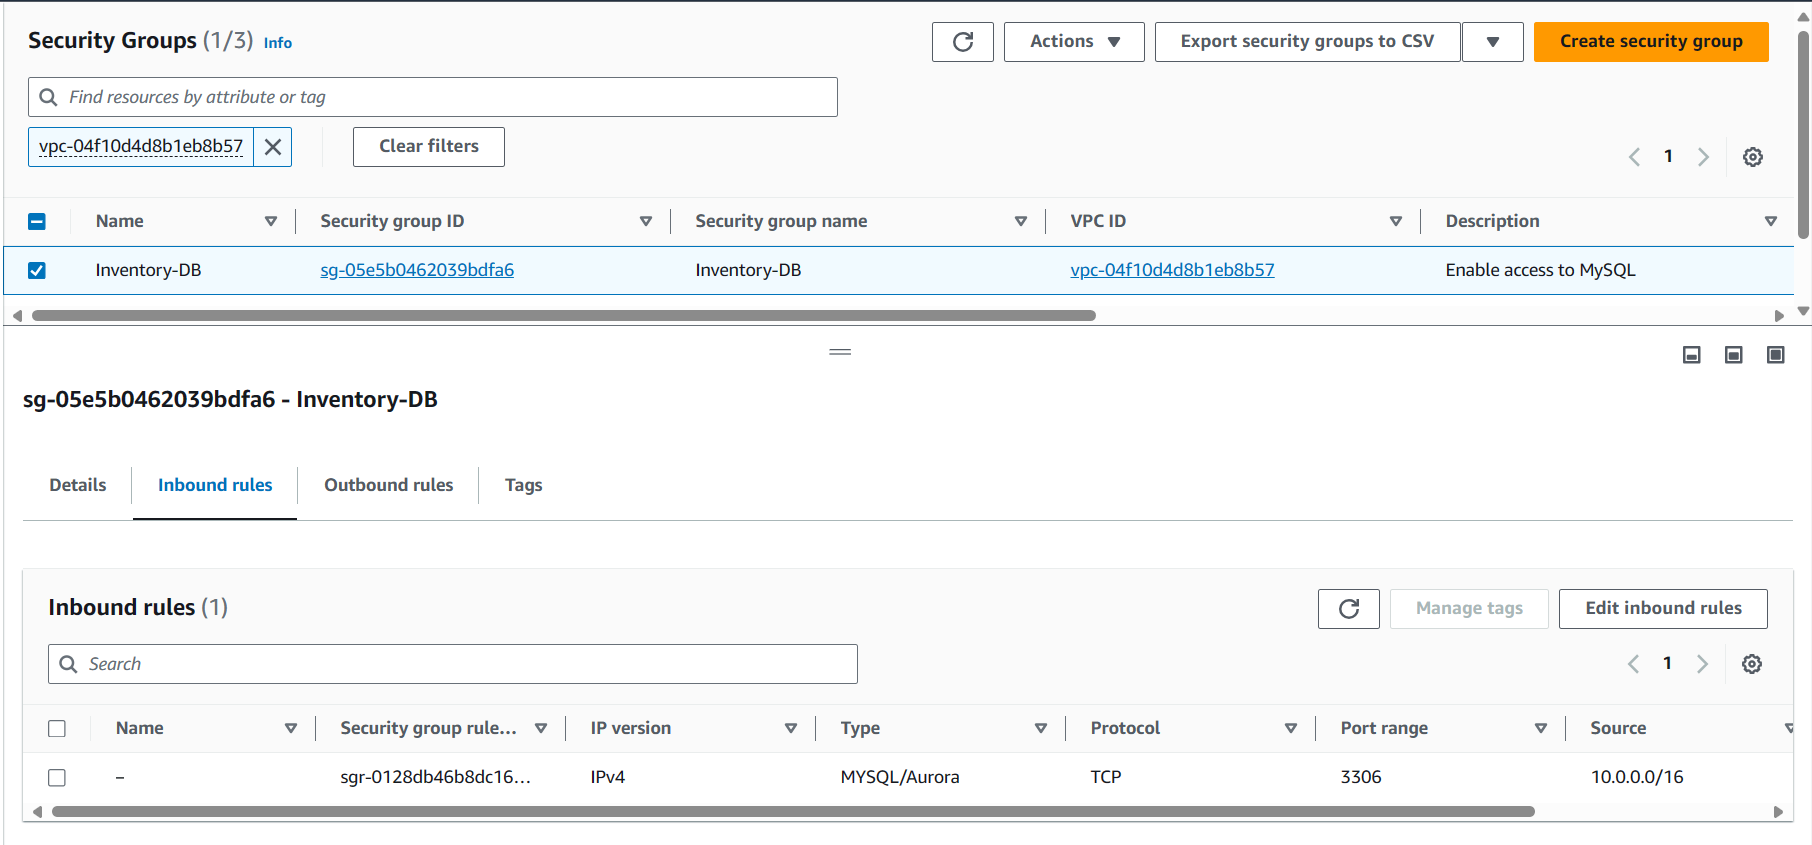 Security Groups (1/3) Info
Actions
Export security groups to CSV
Create security group
Find resources by attribute or tag
vpc-04f10d4d8b1eb8b57
Clear filters
1
Name Security group ID Security group name VPC ID Description
Inventory-DB sg-05e5b0462039bdfa6 Inventory-DB vpc-04f10d4d8b1eb8b57 Enable access to MySQL
sg-05e5b0462039bdfa6 - Inventory-DB
Details Inbound rules Outbound rules Tags
Inbound rules (1)
Manage tags
Edit inbound rules
Search
1
Name Security group rule... IP version Type Protocol Port range Source
– sgr-0128db46b8dc16... IPv4 MYSQL/Aurora TCP 3306 10.0.0.0/16